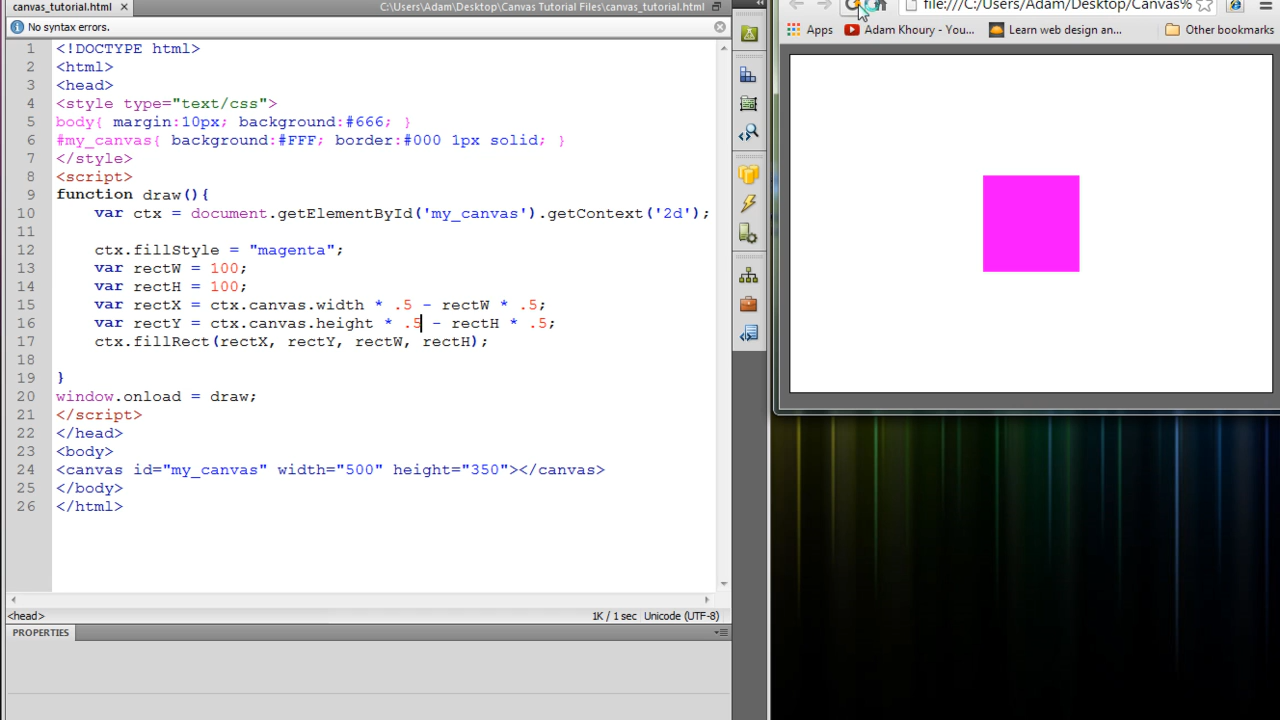 canvas_tutorial.html
C:\Users\Adam\Desktop\Canvas Tutorial Files\canvas_tutorial.html
No syntax errors.
1 <!DOCTYPE html>
2 <html>
3 <head>
4 <style type="text/css">
5 body{ margin:10px; background:#666; }
6 #my_canvas{ background:#FFF; border:#000 1px solid; }
7 </style>
8 <script>
9 function draw(){
10 var ctx = document.getElementById('my_canvas').getContext('2d');
11
12 ctx.fillStyle = "magenta";
13 var rectW = 100;
14 var rectH = 100;
15 var rectX = ctx.canvas.width * .5 - rectW * .5;
16 var rectY = ctx.canvas.height * .5 - rectH * .5;
17 ctx.fillRect(rectX, rectY, rectW, rectH);
18
19 }
20 window.onload = draw;
21 </script>
22 </head>
23 <body>
24 <canvas id="my_canvas" width="500" height="350"></canvas>
25 </body>
26 </html>
<head>
1K / 1 sec Unicode (UTF-8)
PROPERTIES
file:///C:/Users/Adam/Desktop/Canvas%
Apps Adam Khoury - You... Learn web design an... Other bookmarks